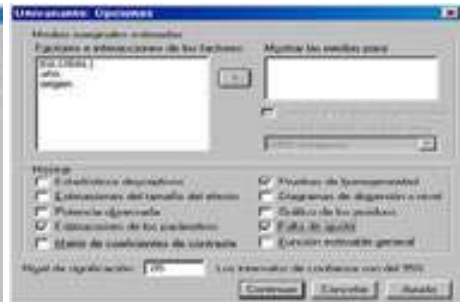 Univariante: Opciones
Medias marginales estimadas
Factores e interacciones de los factores:
Mostrar las medias para:
(GLOBAL)
año
origen
Mostrar
Estadísticos descriptivos
Pruebas de homogeneidad
Estimaciones del tamaño del efecto
Diagramas de dispersión x nivel
Potencia observada
Gráfico de los residuos
Estimaciones de los parámetros
Falta de ajuste
Matriz de coeficientes de contraste
Función estimable general
Nivel de significación: ,05
Los intervalos de confianza son del 95%
Continuar
Cancelar
Ayuda